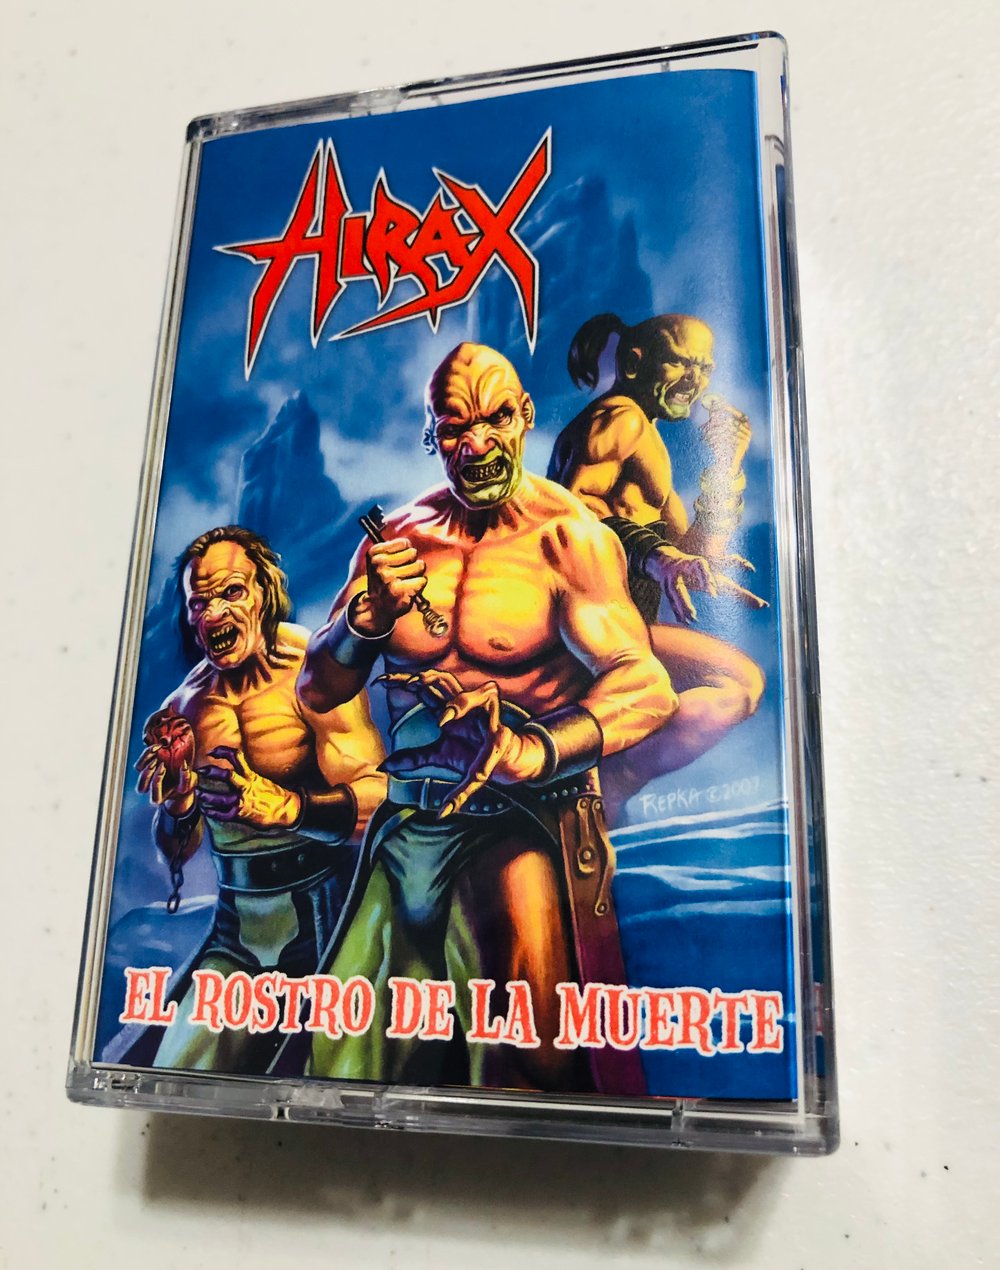 HIRAX
REPKA © 2007
EL ROSTRO DE LA MUERTE